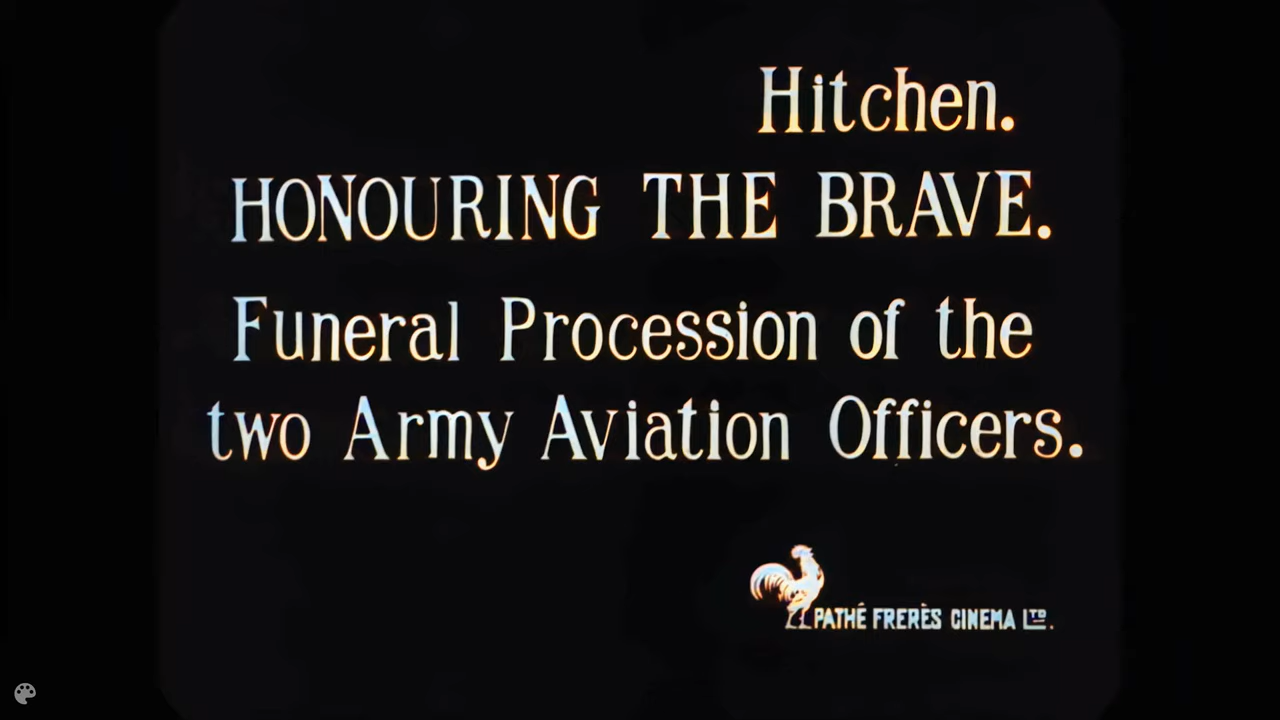 Hitchen.
HONOURING THE BRAVE.
Funeral Procession of the
two Army Aviation Officers.
PATHÉ FRERÈS CINEMA LTD.